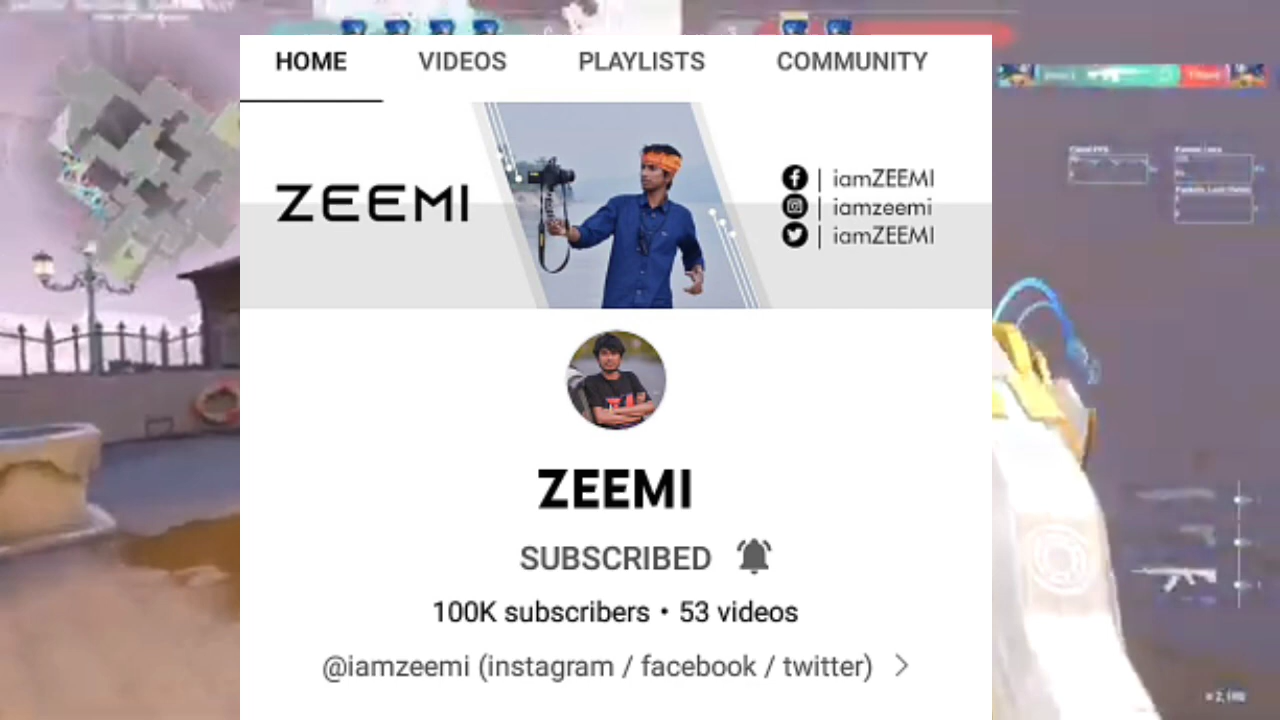 HOME VIDEOS PLAYLISTS COMMUNITY
ZEEMI
iamZEEMI
iamzeemi
iamZEEMI
ZEEMI
SUBSCRIBED
100K subscribers • 53 videos
@iamzeemi (instagram / facebook / twitter)